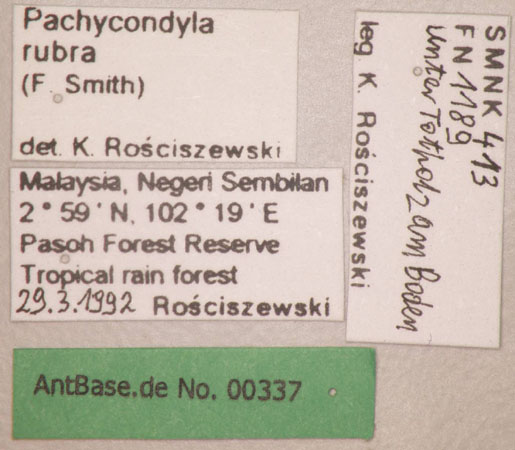 Pachycondyla
rubra
(F. Smith)
det. K. Rościszewski
Malaysia, Negeri Sembilan
2° 59' N, 102° 19' E
Pasoh Forest Reserve
Tropical rain forest
29.3.1992 Rościszewski
SMNK 413
FN 1189
unter Totholz am Boden
leg. K. Rościszewski
AntBase.de No. 00337